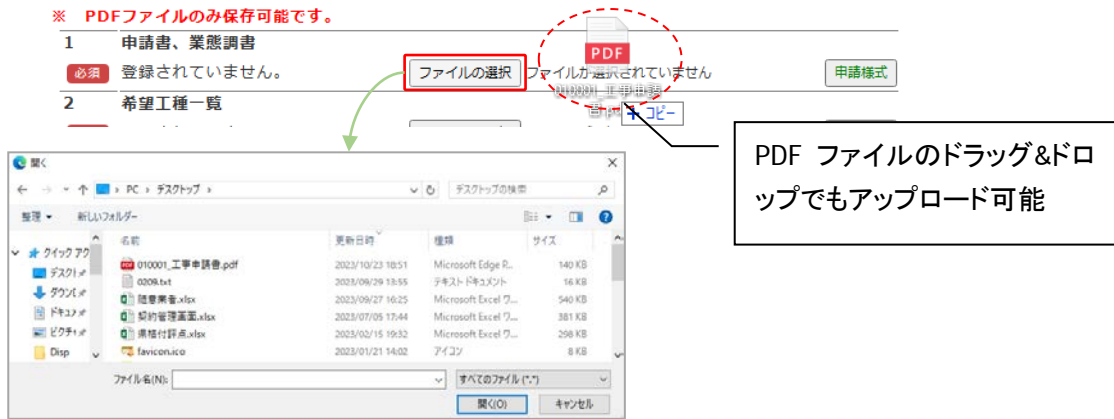 ※ PDFファイルのみ保存可能です。
1 申請書、業態調書
必須 登録されていません。 ファイルの選択 ファイルが選択されていません 申請様式
PDF
010001_工事申請
書.p
+ コピー
2 希望工種一覧
PDF ファイルのドラッグ&ドロ
ップでもアップロード可能
開く
PC › デスクトップ ›
デスクトップの検索
整理 新しいフォルダー
名前 更新日時 種類 サイズ
クイック アク
デスクト
ダウンロ
ドキュメ
ピクチャ
Disp
010001_工事申請書.pdf 2023/10/23 18:51 Microsoft Edge P... 140 KB
0209.txt 2023/09/29 13:55 テキスト ドキュメント 16 KB
随意業者.xlsx 2023/09/27 16:25 Microsoft Excel ワ... 540 KB
契約管理画面.xlsx 2023/07/05 17:44 Microsoft Excel ワ... 381 KB
県格付評点.xlsx 2023/02/15 19:32 Microsoft Excel ワ... 298 KB
favicon.ico 2023/01/21 14:02 アイコン 8 KB
ファイル名(N): すべてのファイル (*.*)
開く(O) キャンセル